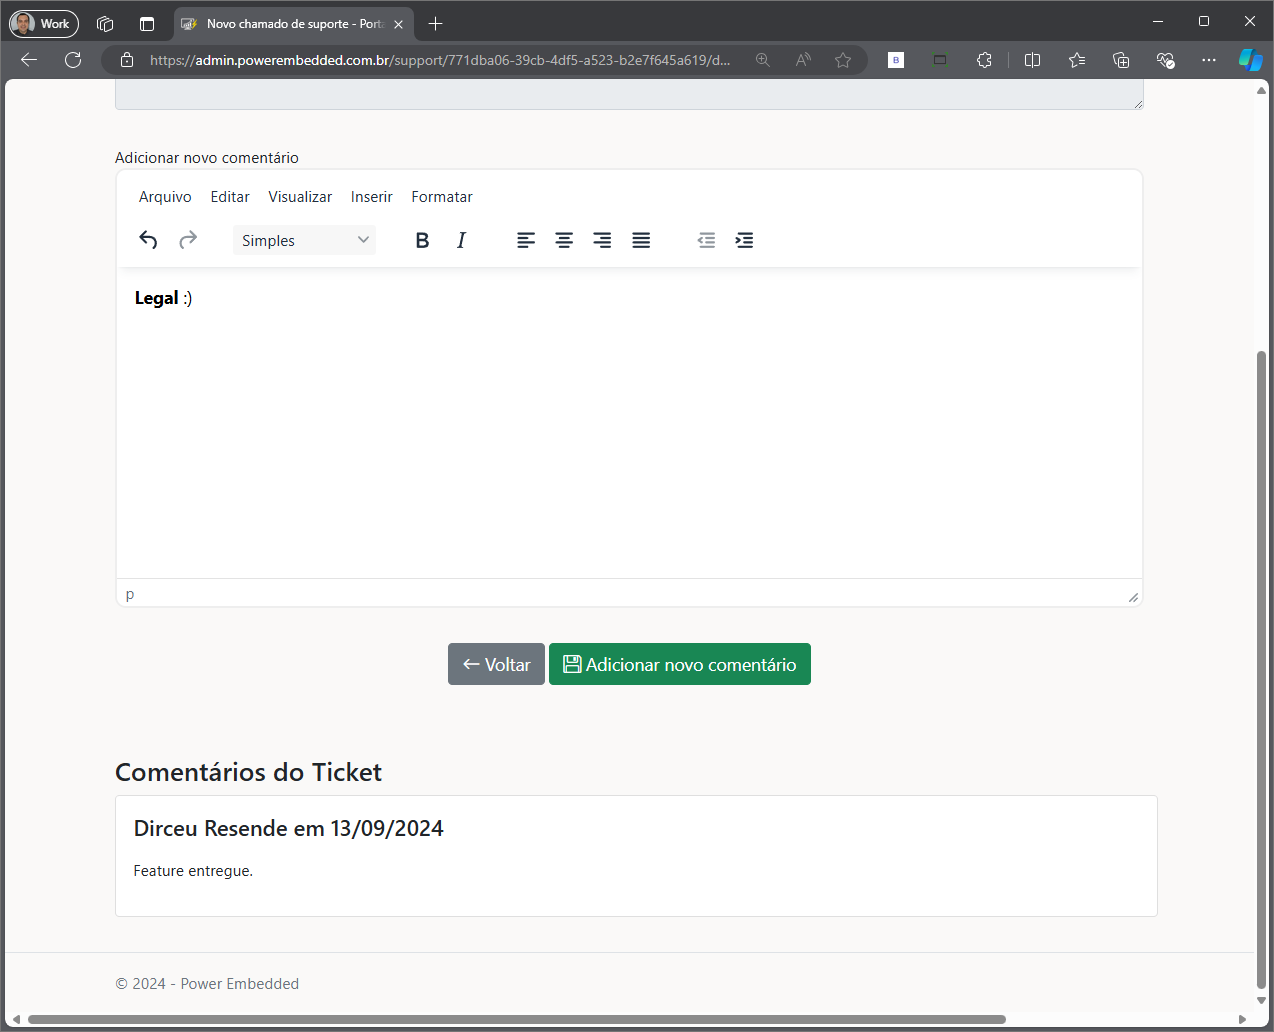 Work
Novo chamado de suporte - Porta
https://admin.powerembedded.com.br/support/771dba06-39cb-4df5-a523-b2e7f645a619/d...
B
Adicionar novo comentário
Arquivo Editar Visualizar Inserir Formatar
Simples B I
Legal :)
p
Voltar Adicionar novo comentário
Comentários do Ticket
Dirceu Resende em 13/09/2024
Feature entregue.
© 2024 - Power Embedded